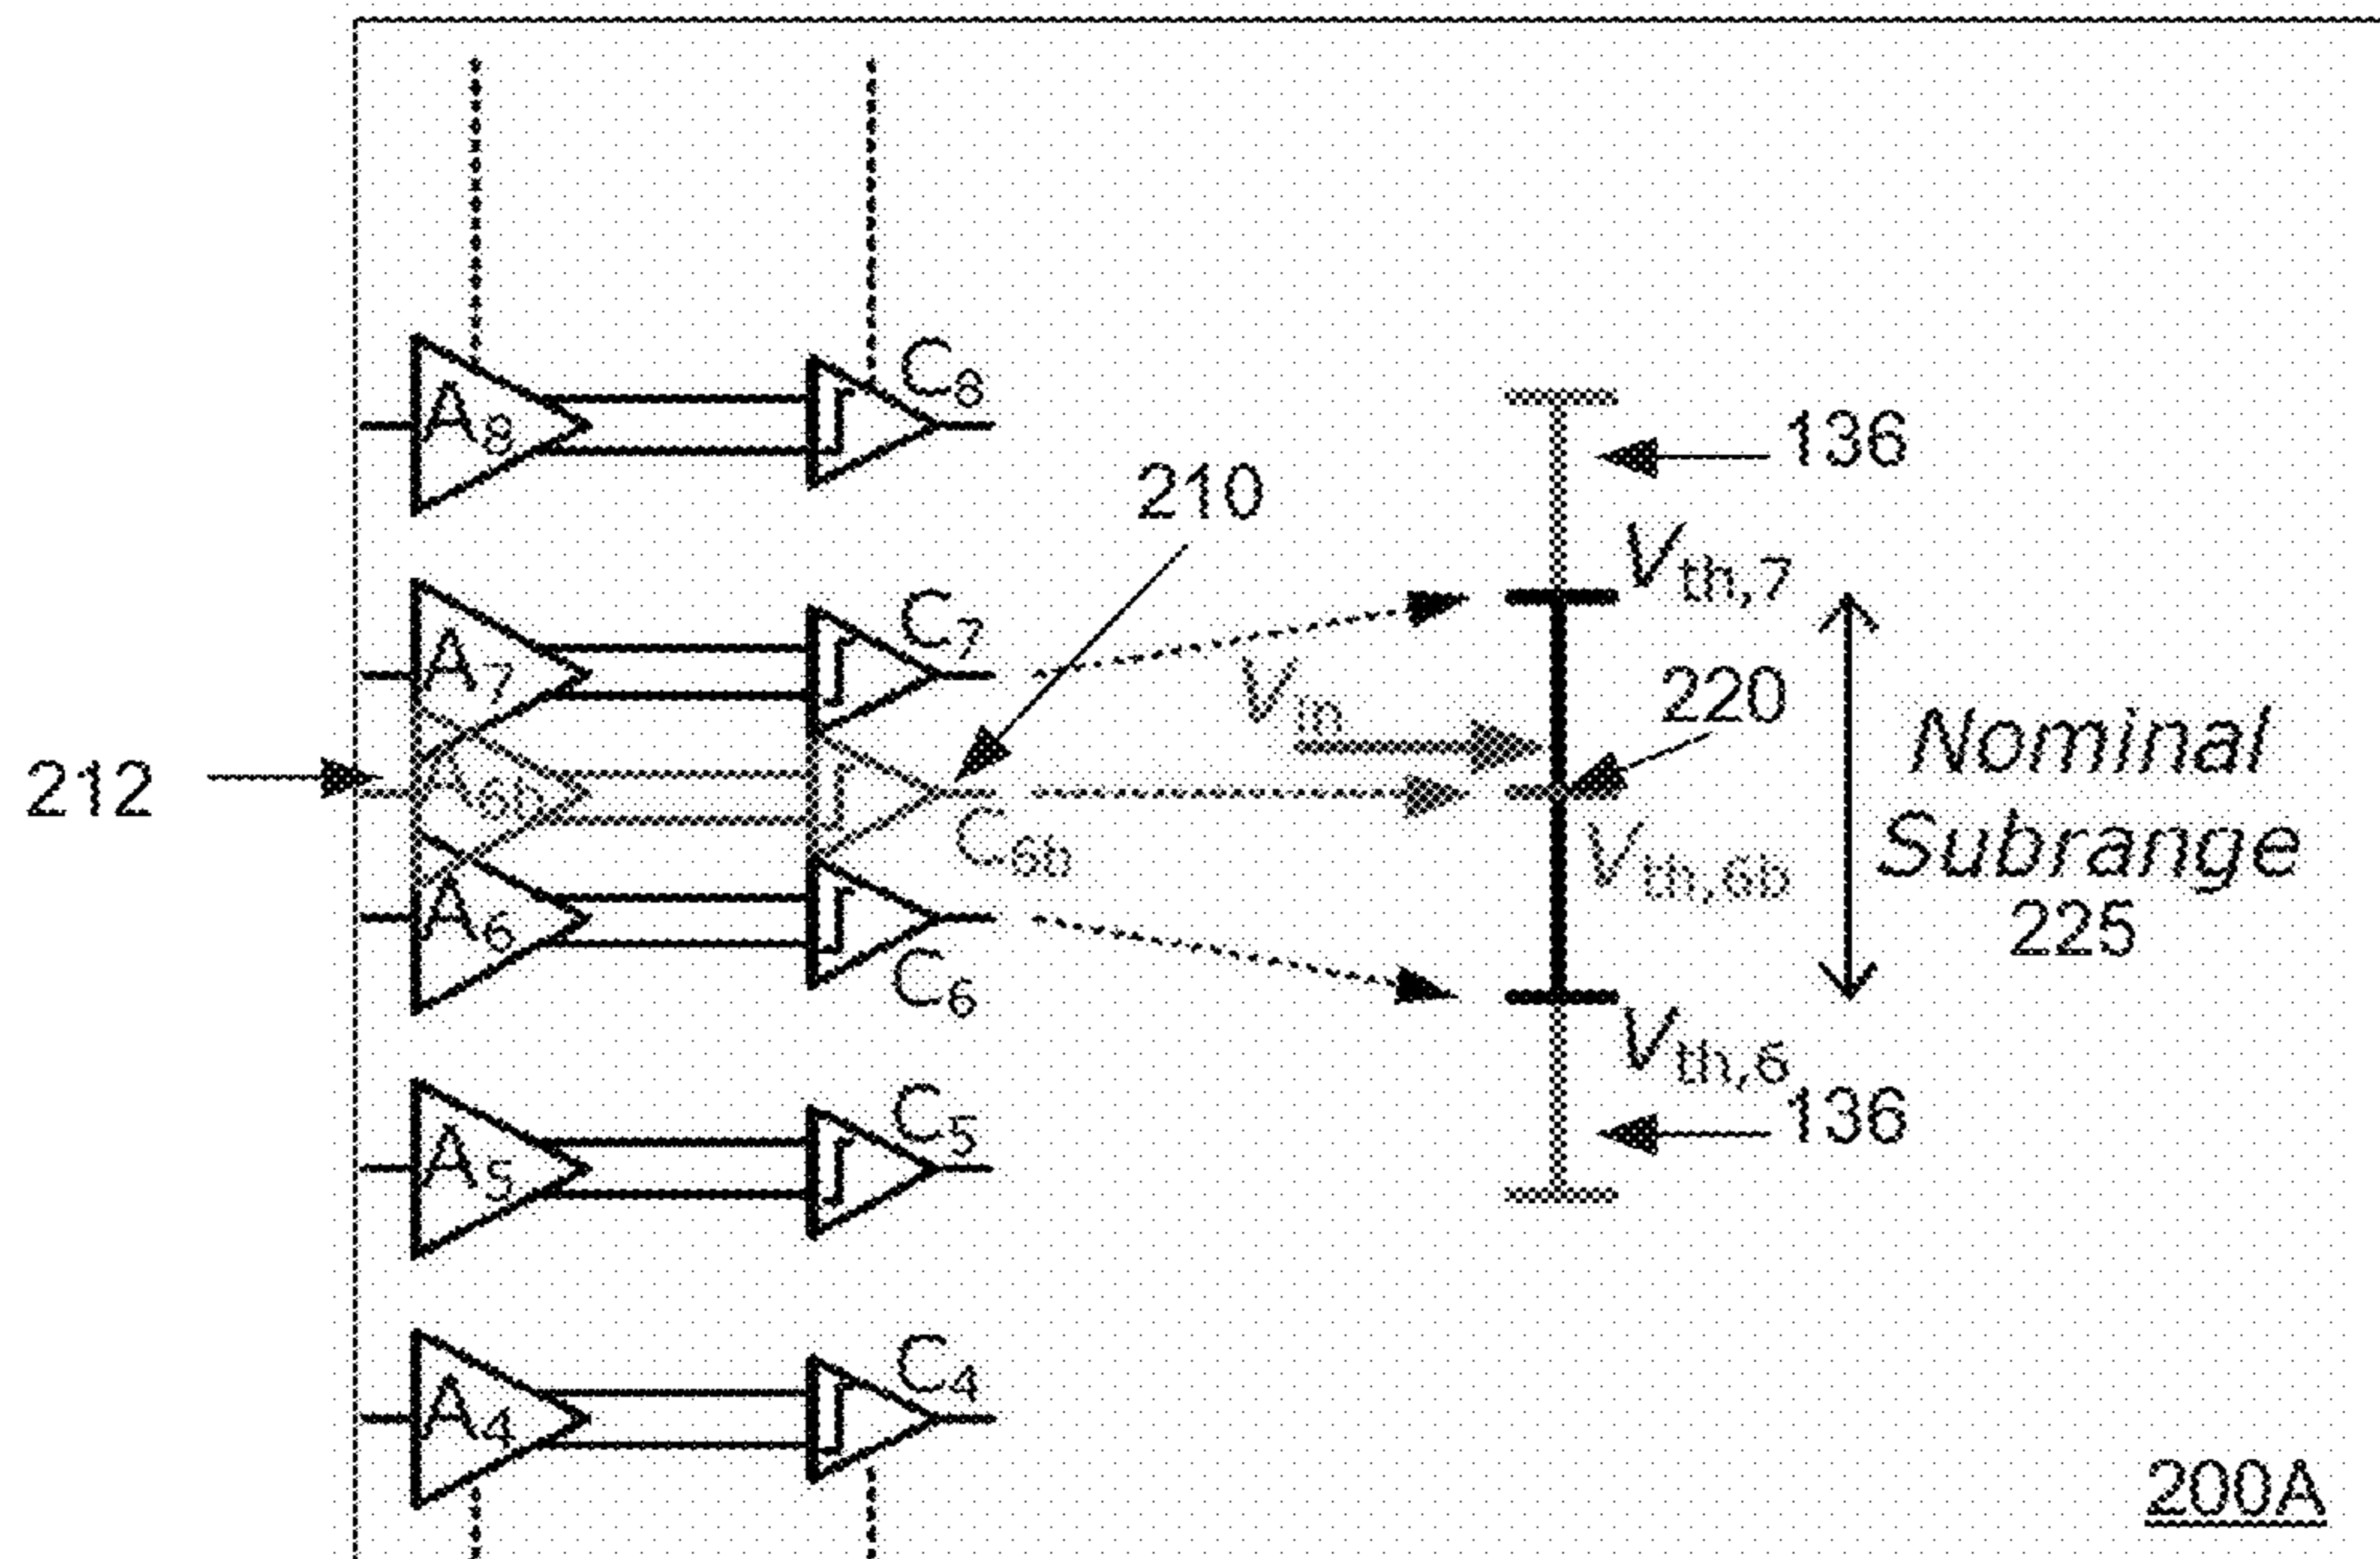 C8
A8
136
210
Vth,7
C7
A7
Vin
220
Nominal
Subrange
225
212
A6b
C6b
Vth,6b
A6
C6
Vth,6
136
C5
A5
C4
A4
200A